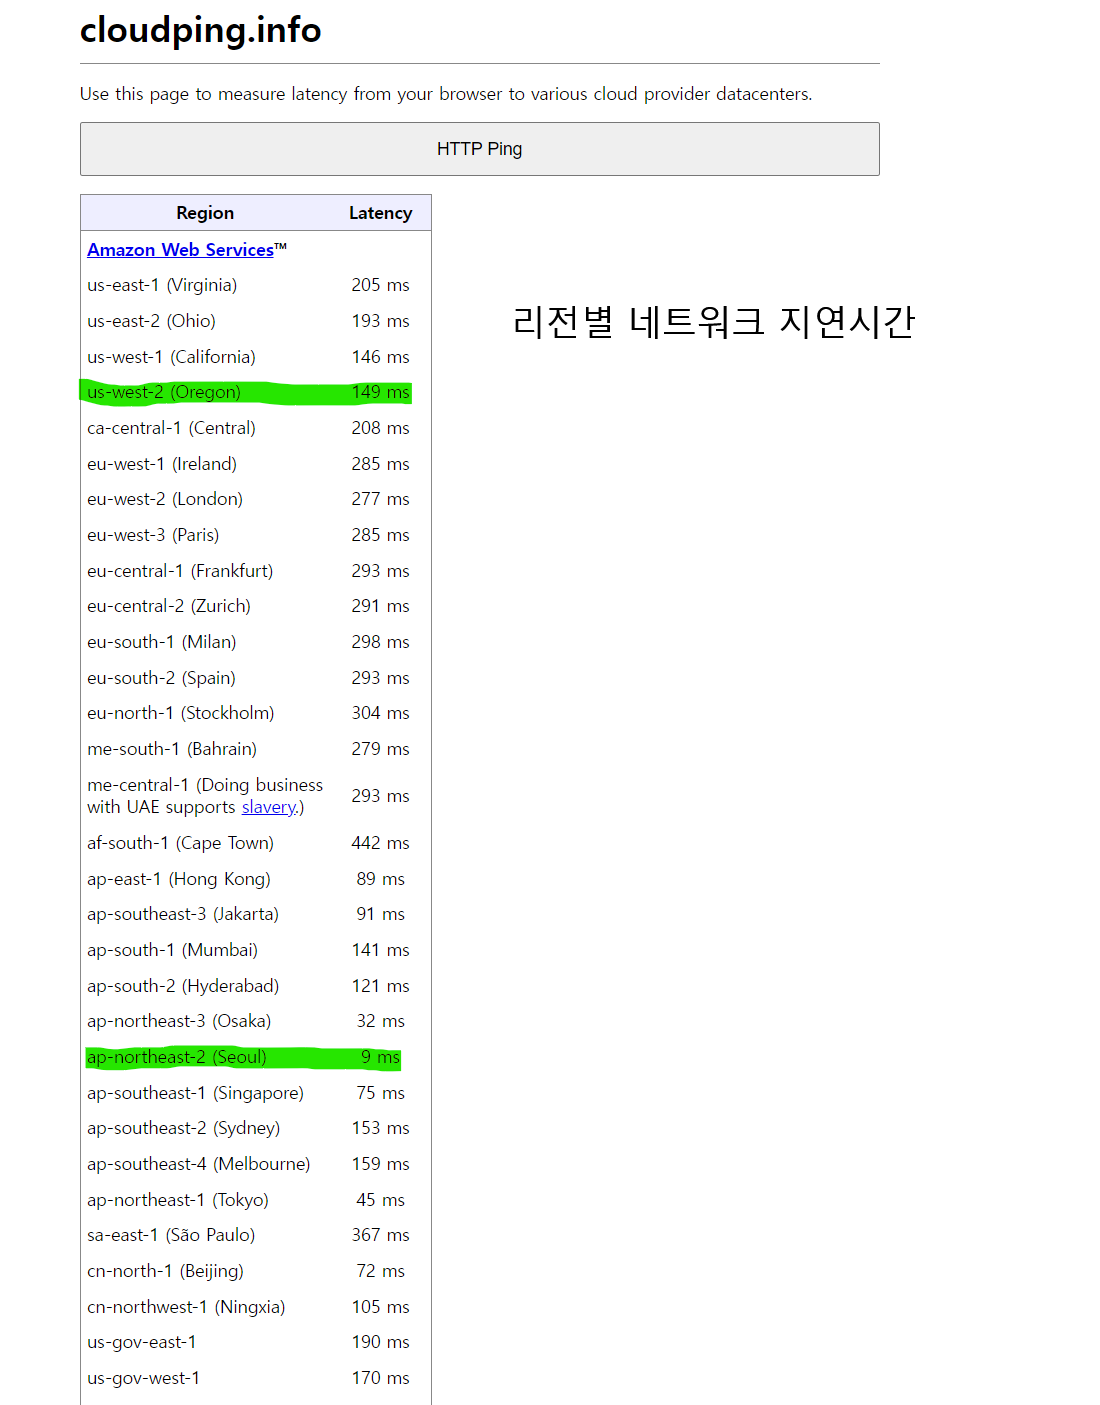 cloudping.info
Use this page to measure latency from your browser to various cloud provider datacenters.
HTTP Ping
Region Latency
Amazon Web Services™
us-east-1 (Virginia) 205 ms
us-east-2 (Ohio) 193 ms
리전별 네트워크 지연시간
us-west-1 (California) 146 ms
us-west-2 (Oregon) 149 ms
ca-central-1 (Central) 208 ms
eu-west-1 (Ireland) 285 ms
eu-west-2 (London) 277 ms
eu-west-3 (Paris) 285 ms
eu-central-1 (Frankfurt) 293 ms
eu-central-2 (Zurich) 291 ms
eu-south-1 (Milan) 298 ms
eu-south-2 (Spain) 293 ms
eu-north-1 (Stockholm) 304 ms
me-south-1 (Bahrain) 279 ms
me-central-1 (Doing business
with UAE supports slavery.) 293 ms
af-south-1 (Cape Town) 442 ms
ap-east-1 (Hong Kong) 89 ms
ap-southeast-3 (Jakarta) 91 ms
ap-south-1 (Mumbai) 141 ms
ap-south-2 (Hyderabad) 121 ms
ap-northeast-3 (Osaka) 32 ms
ap-northeast-2 (Seoul) 9 ms
ap-southeast-1 (Singapore) 75 ms
ap-southeast-2 (Sydney) 153 ms
ap-southeast-4 (Melbourne) 159 ms
ap-northeast-1 (Tokyo) 45 ms
sa-east-1 (São Paulo) 367 ms
cn-north-1 (Beijing) 72 ms
cn-northwest-1 (Ningxia) 105 ms
us-gov-east-1 190 ms
us-gov-west-1 170 ms